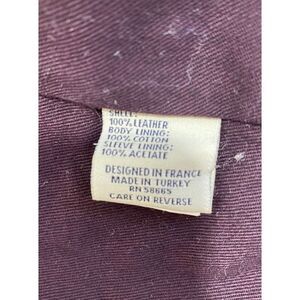 SHELL:
100% LEATHER
BODY LINING:
100% COTTON
SLEEVE LINING:
100% ACETATE
DESIGNED IN FRANCE
MADE IN TURKEY
RN 58665
CARE ON REVERSE